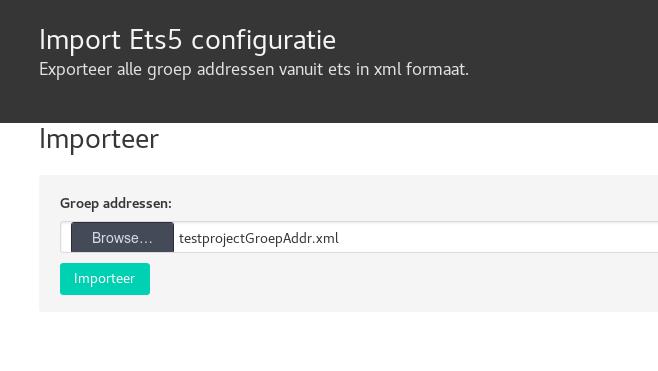 Import Ets5 configuratie
Exporteer alle groep addressen vanuit ets in xml formaat.
Importeer
Groep addressen:
Browse... testprojectGroepAddr.xml
Importeer